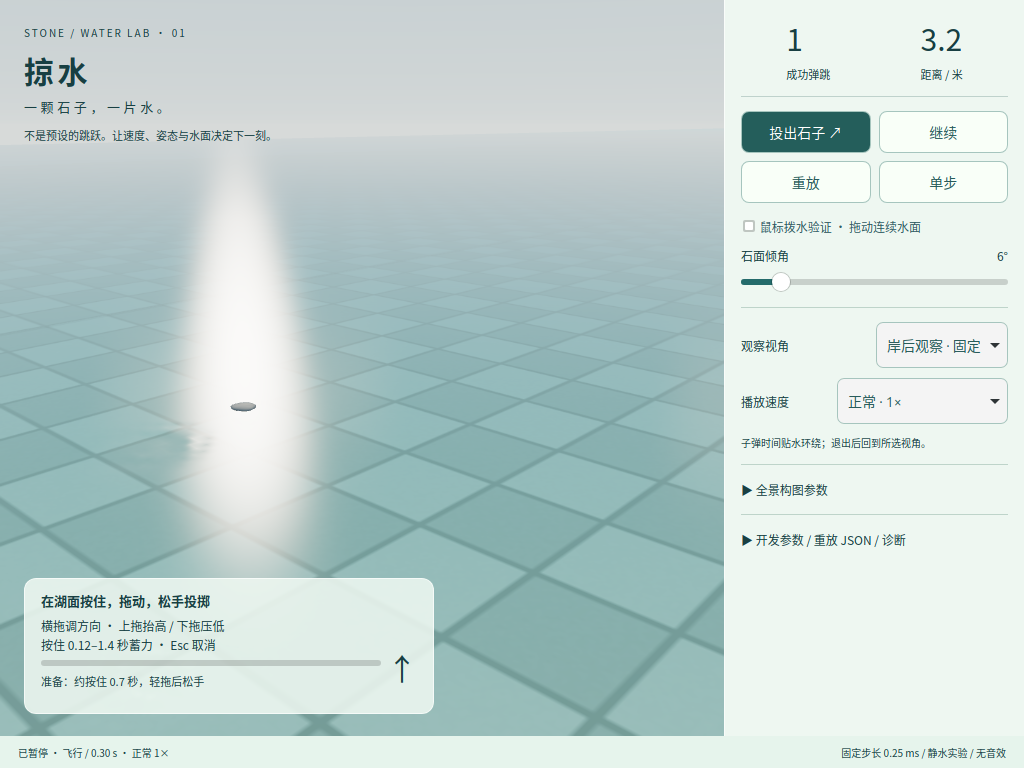 STONE / WATER LAB · 01
掠水
一颗石子，一片水。
不是预设的跳跃。让速度、姿态与水面决定下一刻。
在湖面按住，拖动，松手投掷
横拖调方向 · 上拖抬高 / 下拖压低
按住 0.12–1.4 秒蓄力 · Esc 取消
↑
准备：约按住 0.7 秒，轻拖后松手
1
成功弹跳
3.2
距离 / 米
投出石子 ↗
继续
重放
单步
鼠标拨水验证 · 拖动连续水面
石面倾角 6°
观察视角 岸后观察 · 固定
播放速度 正常 · 1×
子弹时间贴水环绕；退出后回到所选视角。
▶ 全景构图参数
▶ 开发参数 / 重放 JSON / 诊断
已暂停 · 飞行 / 0.30 s · 正常 1×
固定步长 0.25 ms / 静水实验 / 无音效